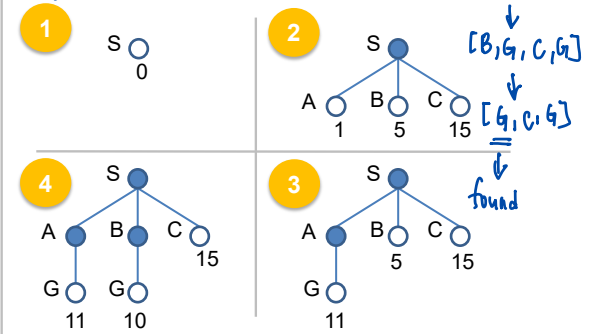 1
S
0
2
S
A B C
1 5 15
[B,G,C,G]
[G,C,G]
found
4
S
A B C
15
G G
11 10
3
S
A B C
5 15
G
11